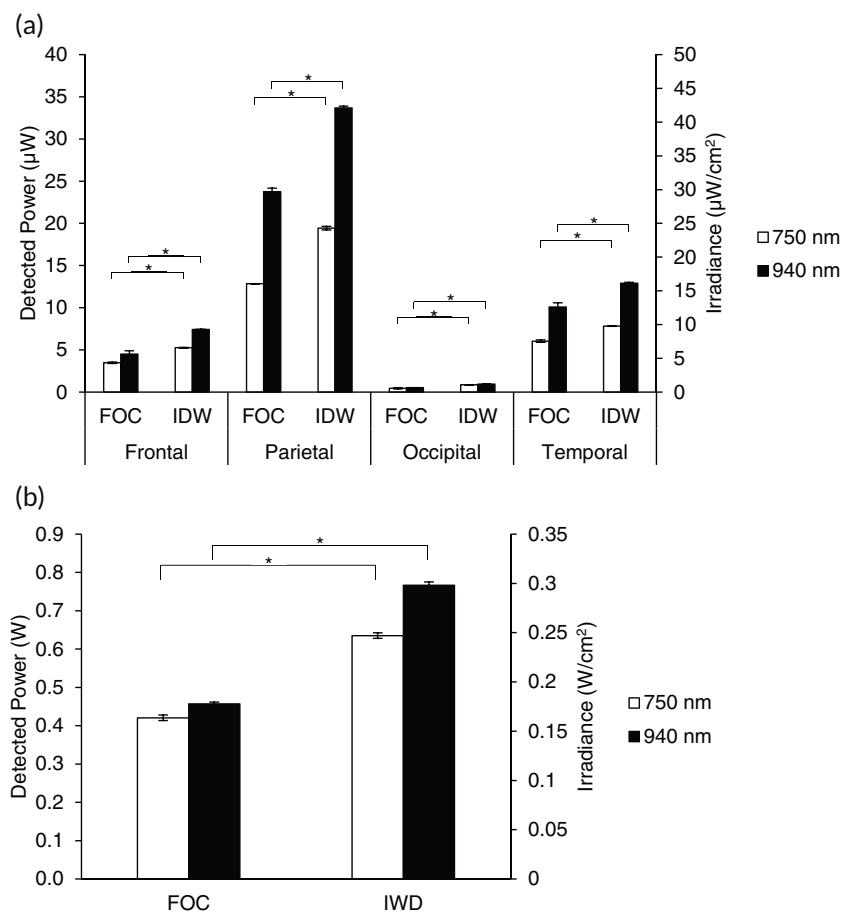 (a)
Detected Power (µW)
40
35
30
25
20
15
10
5
0
50
45
40
35
30
25
20
15
10
5
0
Irradiance (µW/cm²)
* * * * * * * *
750 nm
940 nm
FOC IDW FOC IDW FOC IDW FOC IDW
Frontal Parietal Occipital Temporal
(b)
Detected Power (W)
0.9
0.8
0.7
0.6
0.5
0.4
0.3
0.2
0.1
0.0
0.35
0.3
0.25
0.2
0.15
0.1
0.05
0
Irradiance (W/cm²)
* *
750 nm
940 nm
FOC IWD